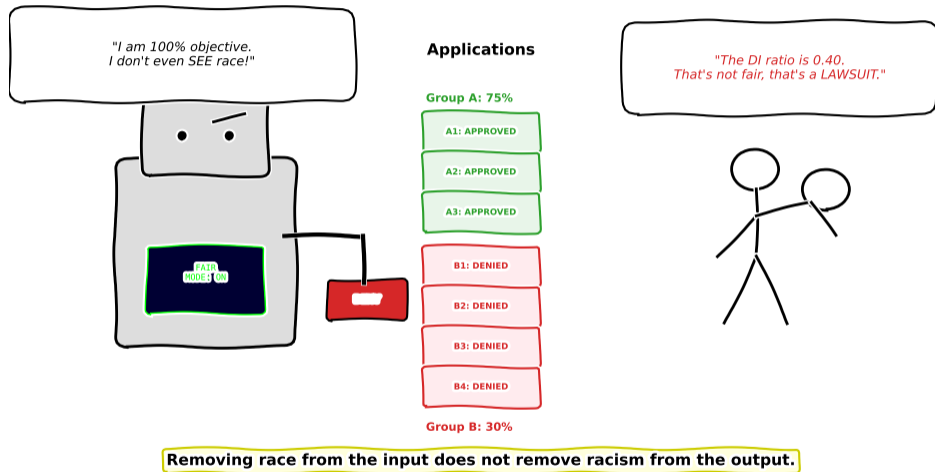 "I am 100% objective.
I don't even SEE race!"
Applications
"The DI ratio is 0.40.
That's not fair, that's a LAWSUIT."
Group A: 75%
A1: APPROVED
A2: APPROVED
A3: APPROVED
FAIR
MODE: ON
B1: DENIED
B2: DENIED
B3: DENIED
B4: DENIED
Group B: 30%
Removing race from the input does not remove racism from the output.